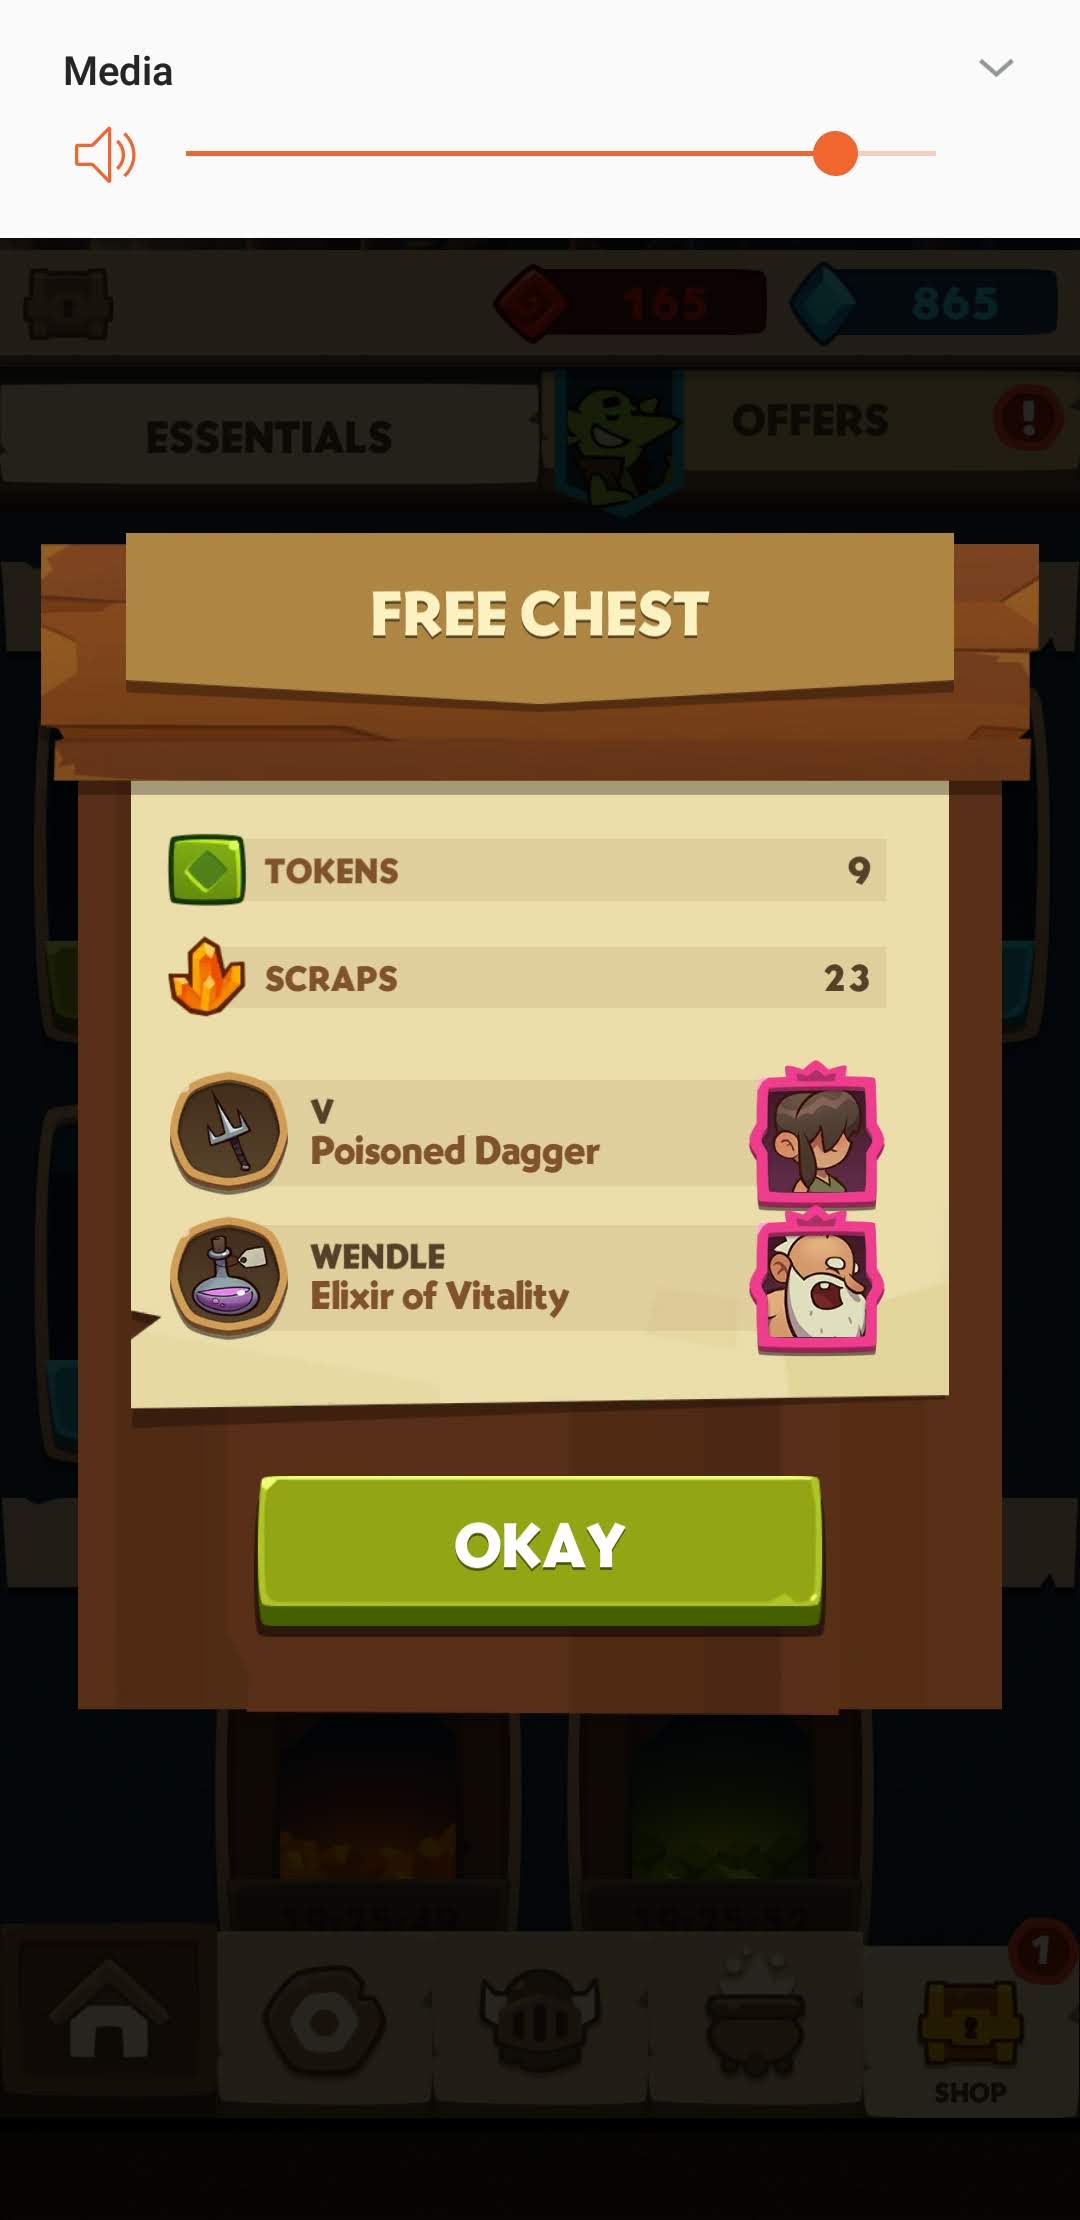 Media
165
865
ESSENTIALS
OFFERS
!
FREE CHEST
TOKENS
9
SCRAPS
23
V
Poisoned Dagger
WENDLE
Elixir of Vitality
OKAY
1
SHOP